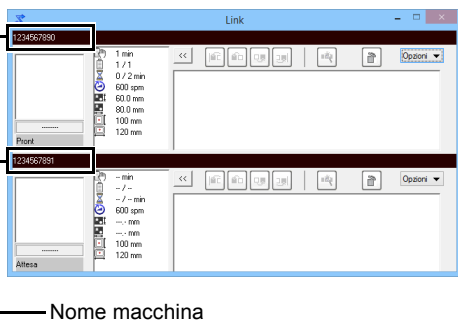 Link
1234567890
1 min
1 / 1
0 / 2 min
600 spm
60.0 mm
80.0 mm
100 mm
120 mm
<<
Opzioni
--------
Pront
1234567891
-- min
-- / --
-- / -- min
600 spm
---.- mm
---.- mm
100 mm
120 mm
<<
Opzioni
--------
Attesa
Nome macchina